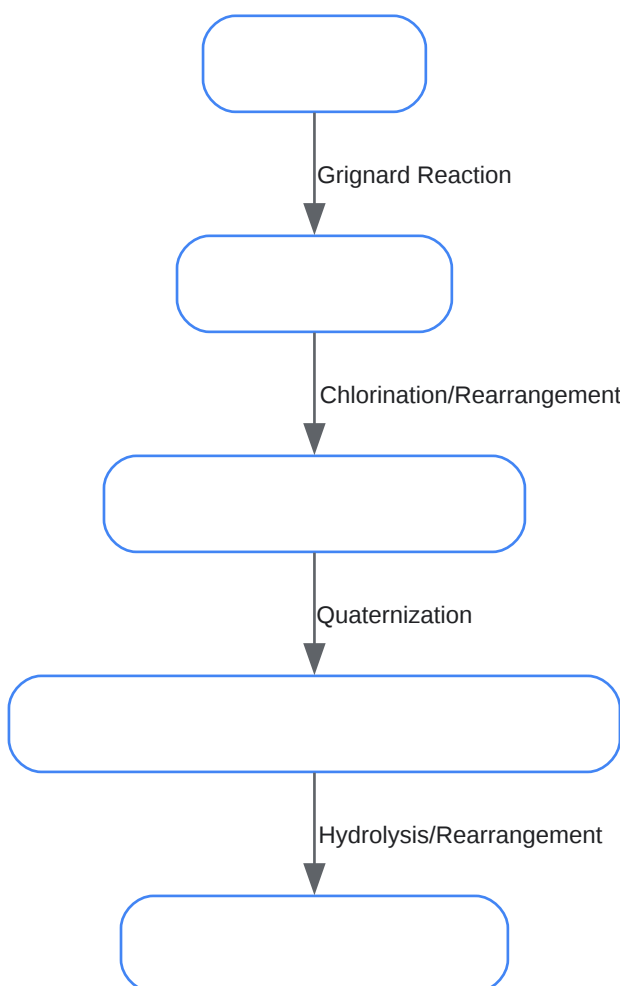 Grignard Reaction
Chlorination/Rearrangement
Quaternization
Hydrolysis/Rearrangement